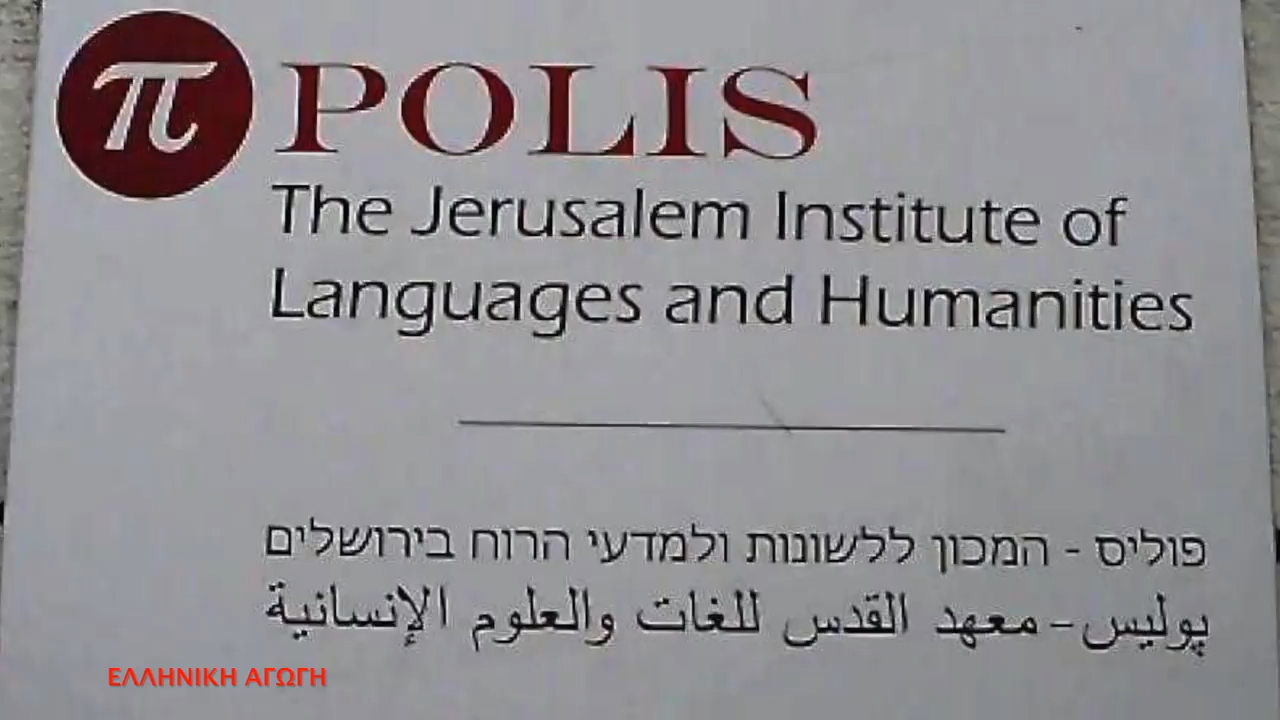 π POLIS
The Jerusalem Institute of
Languages and Humanities
פוליס - המכון ללשונות ולמדעי הרוח בירושלים
پوليس - معهد القدس للغات والعلوم الإنسانية
ΕΛΛΗΝΙΚΗ ΑΓΩΓΗ